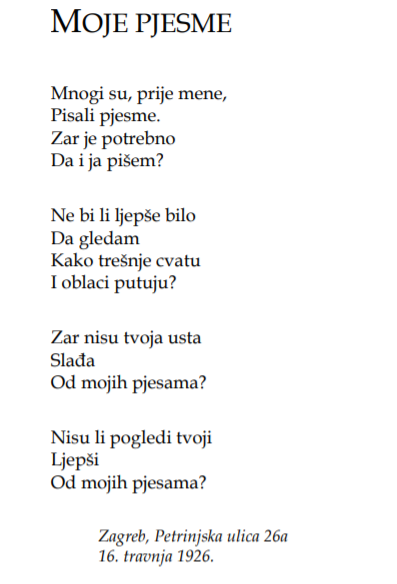 MOJE PJESME
Mnogi su, prije mene,
Pisali pjesme.
Zar je potrebno
Da i ja pišem?
Ne bi li ljepše bilo
Da gledam
Kako trešnje cvatu
I oblaci putuju?
Zar nisu tvoja usta
Slađa
Od mojih pjesama?
Nisu li pogledi tvoji
Ljepši
Od mojih pjesama?
Zagreb, Petrinjska ulica 26a
16. travnja 1926.